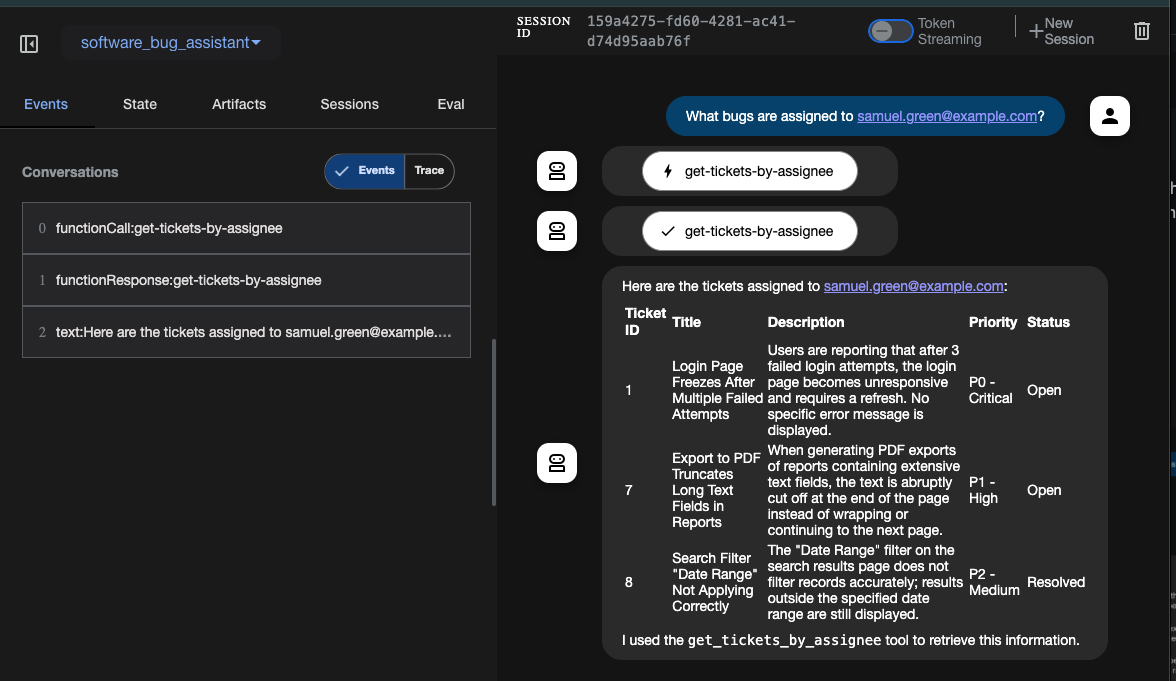 software_bug_assistant
SESSION ID
159a4275-fd60-4281-ac41-
d74d95aab76f
Token Streaming
New Session
Events State Artifacts Sessions Eval
Conversations
Events Trace
0 functionCall:get-tickets-by-assignee
1 functionResponse:get-tickets-by-assignee
2 text:Here are the tickets assigned to samuel.green@example....
What bugs are assigned to samuel.green@example.com?
get-tickets-by-assignee
get-tickets-by-assignee
Here are the tickets assigned to samuel.green@example.com:
Ticket ID Title Description Priority Status
1
Login Page
Freezes After
Multiple Failed
Attempts
Users are reporting that after 3
failed login attempts, the login
page becomes unresponsive
and requires a refresh. No
specific error message is
displayed.
P0 -
Critical
Open
7
Export to PDF
Truncates
Long Text
Fields in
Reports
When generating PDF exports
of reports containing extensive
text fields, the text is abruptly
cut off at the end of the page
instead of wrapping or
continuing to the next page.
P1 -
High
Open
8
Search Filter
"Date Range"
Not Applying
Correctly
The "Date Range" filter on the
search results page does not
filter records accurately; results
outside the specified date
range are still displayed.
P2 -
Medium
Resolved
I used the get_tickets_by_assignee tool to retrieve this information.